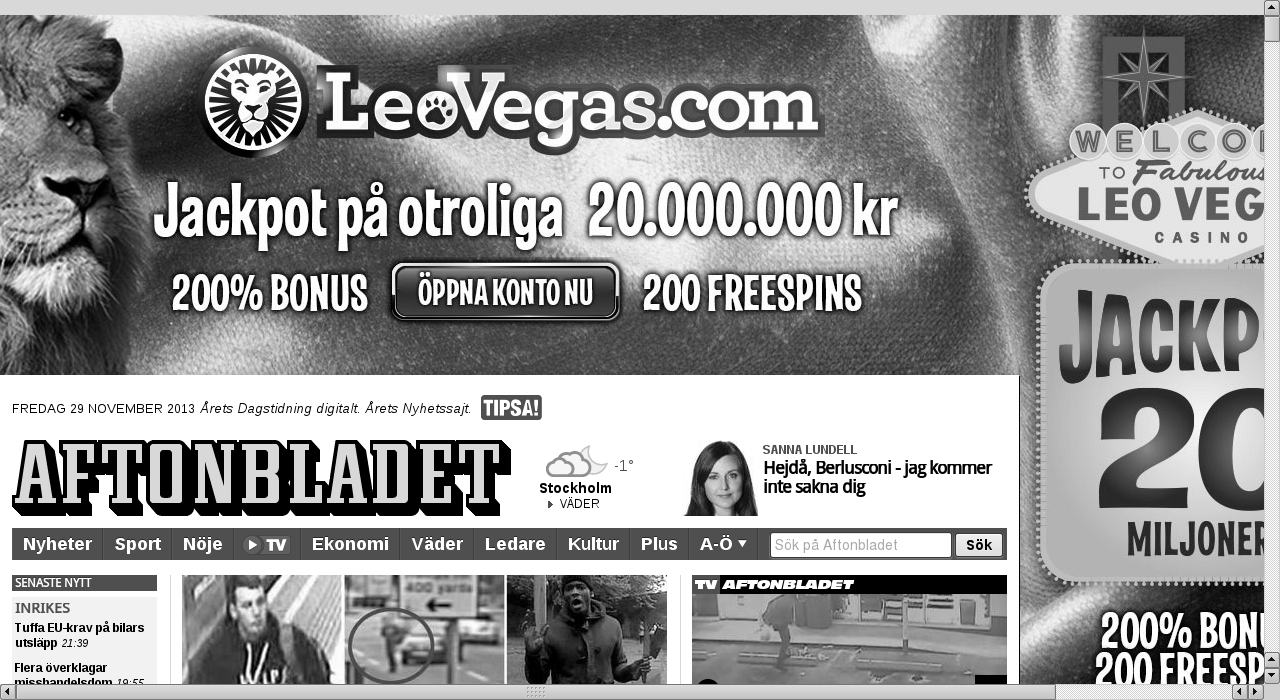 LeoVegas.com
Jackpot på otroliga 20.000.000 kr
200% BONUS ÖPPNA KONTO NU 200 FREESPINS
WELCO
TO Fabulous
LEO VEG
CASINO
JACKPO
20
MILJONER
200% BONU
200 FREESP
FREDAG 29 NOVEMBER 2013 Årets Dagstidning digitalt. Årets Nyhetssajt. TIPSA!
AFTONBLADET
-1°
Stockholm
VÄDER
SANNA LUNDELL
Hejdå, Berlusconi - jag kommer
inte sakna dig
Nyheter Sport Nöje TV Ekonomi Väder Ledare Kultur Plus A-Ö Sök på Aftonbladet Sök
SENASTE NYTT
INRIKES
Tuffa EU-krav på bilars
utsläpp 21:39
Flera överklagar
misshandelsdom 19:55
400 yards
TV AFTONBLADET